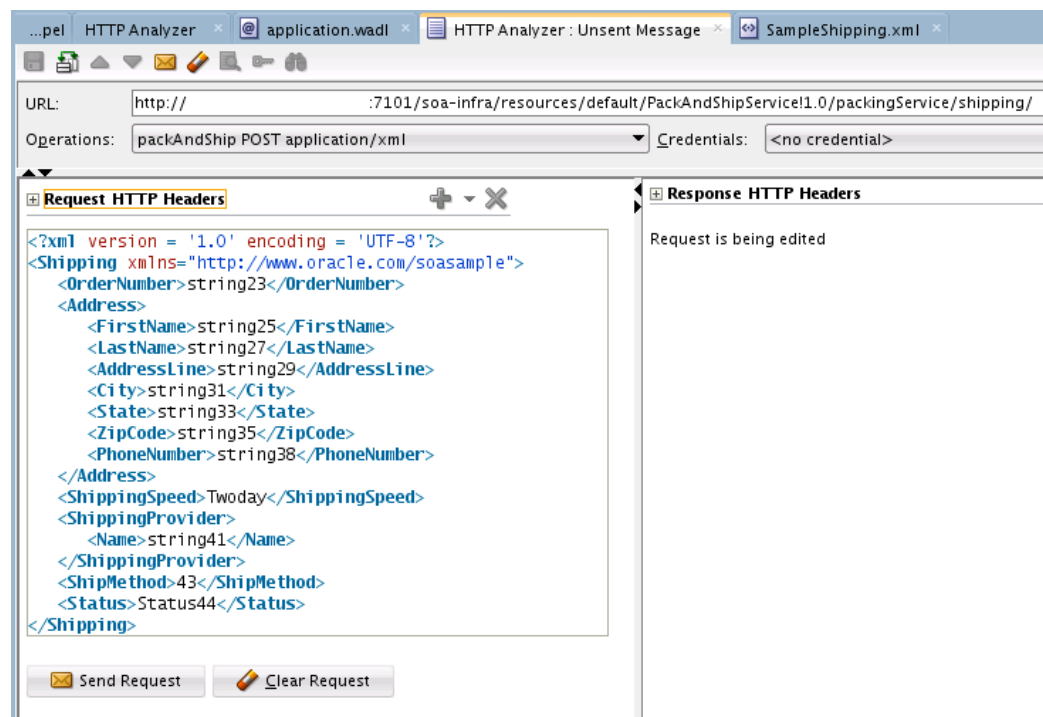 ...pel HTTP Analyzer application.wadl HTTP Analyzer : Unsent Message SampleShipping.xml
URL: http:// :7101/soa-infra/resources/default/PackAndShipService!1.0/packingService/shipping/
Operations: packAndShip POST application/xml Credentials: <no credential>
Request HTTP Headers
<?xml version = '1.0' encoding = 'UTF-8'?>
<Shipping xmlns="http://www.oracle.com/soasample">
<OrderNumber>string23</OrderNumber>
<Address>
<FirstName>string25</FirstName>
<LastName>string27</LastName>
<AddressLine>string29</AddressLine>
<City>string31</City>
<State>string33</State>
<ZipCode>string35</ZipCode>
<PhoneNumber>string38</PhoneNumber>
</Address>
<ShippingSpeed>Twoday</ShippingSpeed>
<ShippingProvider>
<Name>string41</Name>
</ShippingProvider>
<ShipMethod>43</ShipMethod>
<Status>Status44</Status>
</Shipping>
Send Request Clear Request
Response HTTP Headers
Request is being edited